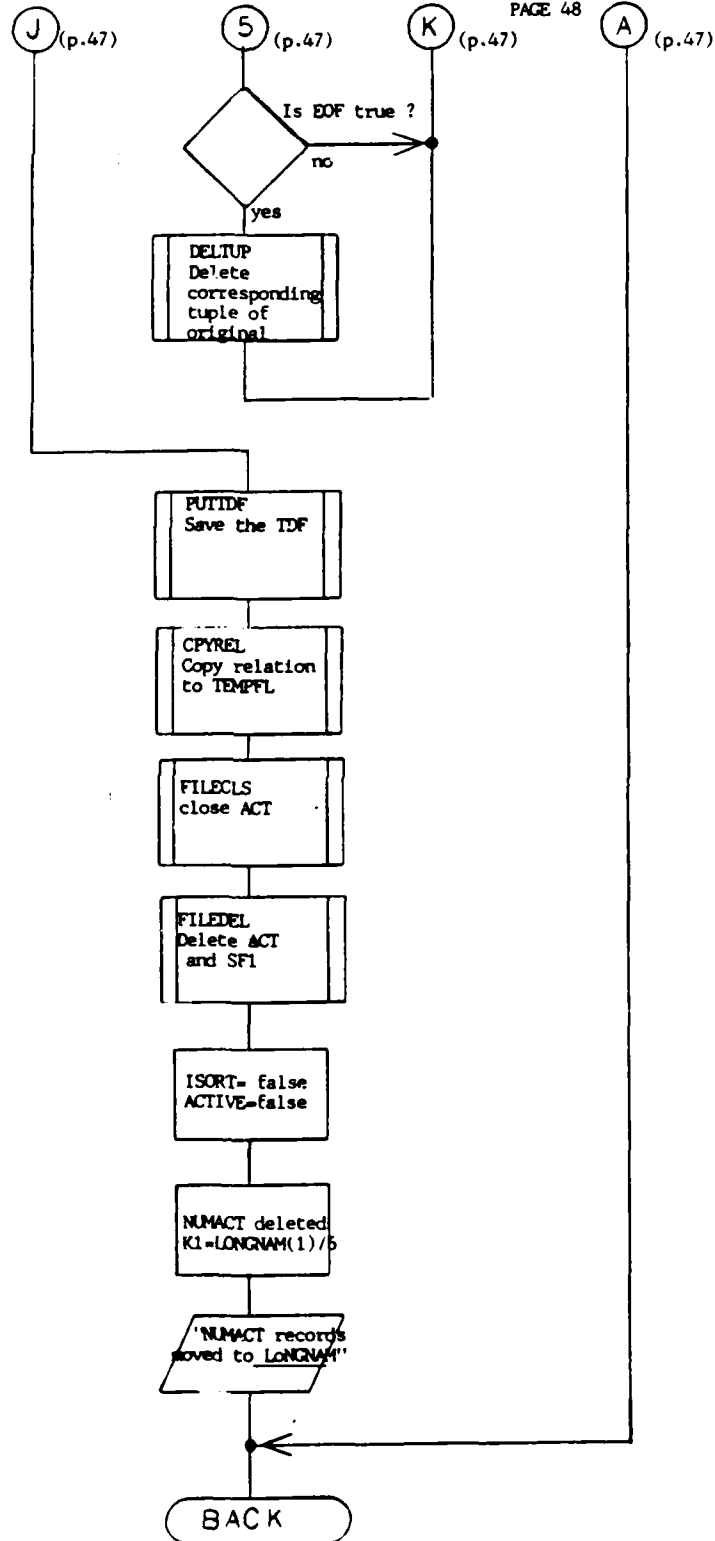 PAGE 48
J (p.47) 5 (p.47) K (p.47) A (p.47)
Is EOF true ?
no
yes
DELTUP
Delete
corresponding
tuple of
original
PUTTDF
Save the TDF
CPYREL
Copy relation
to TEMPFL
FILECLS
close ACT
FILEDEL
Delete ACT
and SF1
ISORT= false
ACTIVE=false
NUMACT deleted
K1=LONGNAM(1)/6
"NUMACT records
moved to LoNGNAM"
BACK